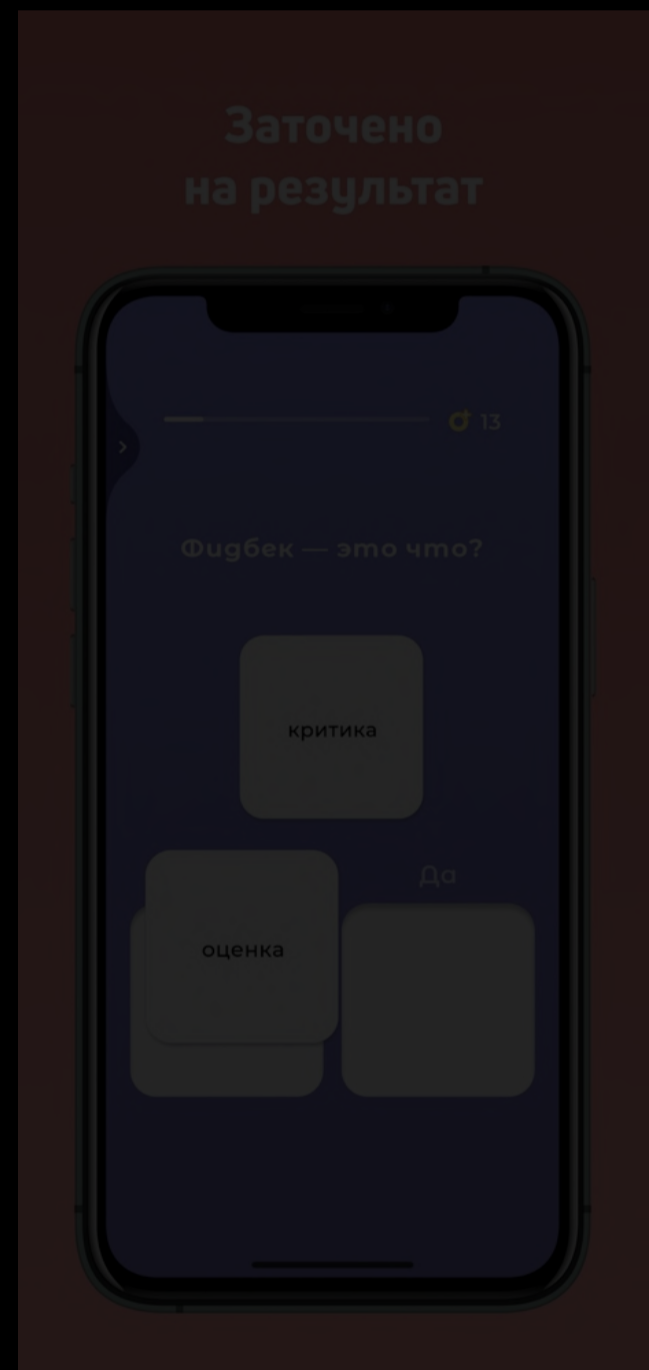 Заточено
на результат
13
Фидбек — это что?
критика
Да
оценка